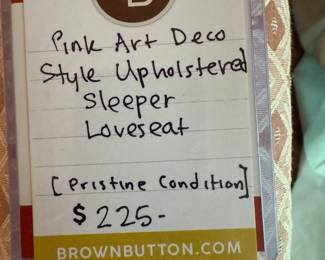 B
Pink Art Deco
Style Upholstered
Sleeper
Loveseat
[Pristine Condition]
$225-
BROWNBUTTON.COM